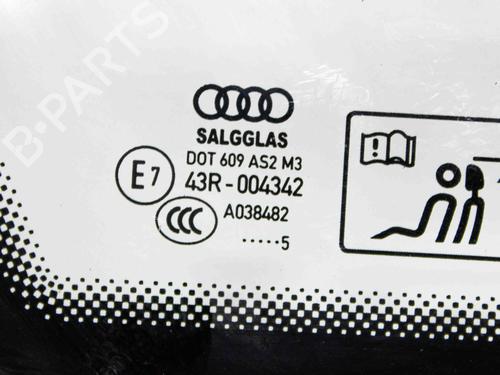 B-PARTS
SALGGLAS
DOT 609 AS2 M3
E7
43R-004342
CCC
A038482
.....5